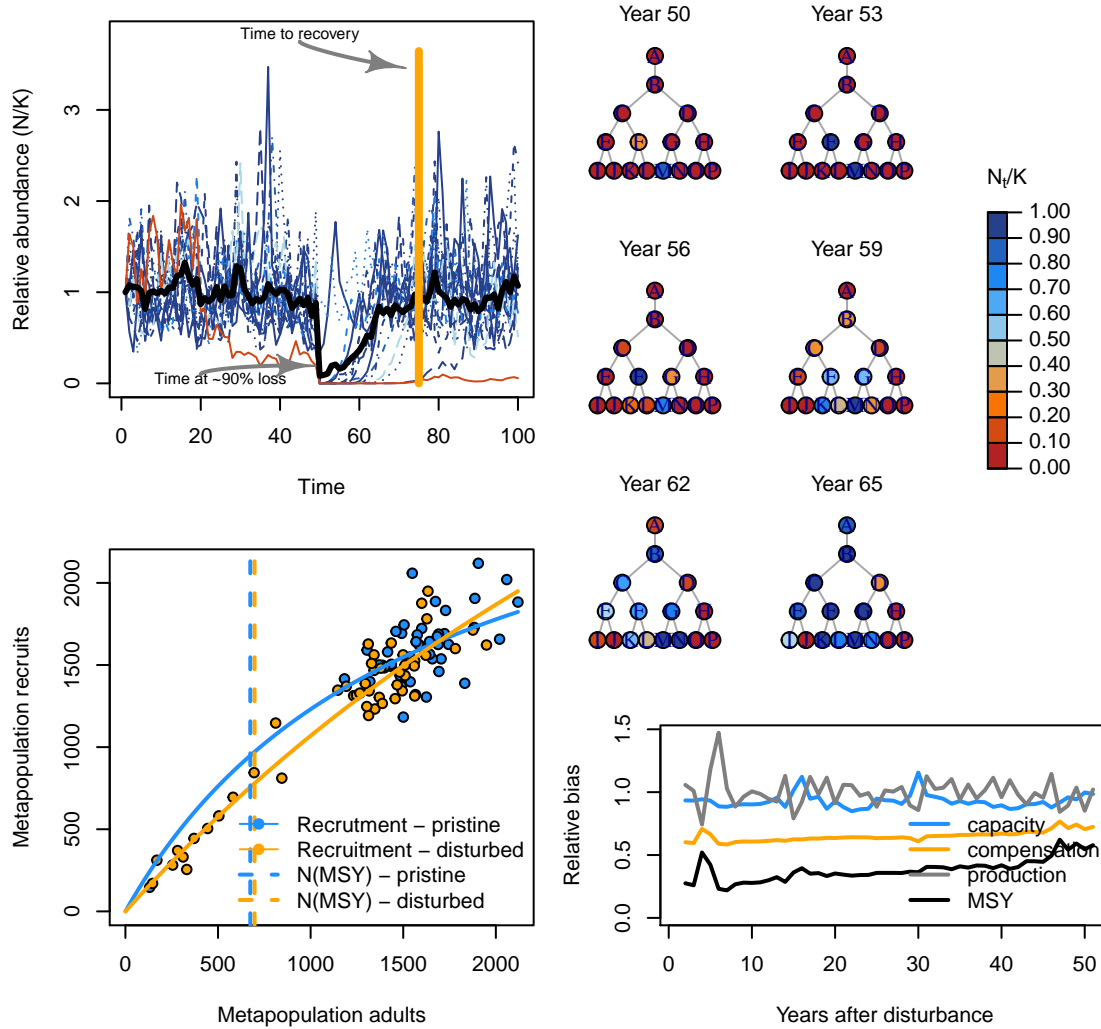 Time to recovery
Time at ~90% loss
Relative abundance (N/K)
0 1 2 3
0 20 40 60 80 100
Time
Year 50
A
B
D
E F G H
I J K L M N O P
Year 53
A
B
D
E F G H
I J K L M N O P
Year 56
A
B
D
E F G H
I J K L M N O P
Year 59
A
B
D
E F G H
I J K L M N O P
Year 62
A
B
D
E F G H
I J K L M N O P
Year 65
A
B
D
E F G H
I J K L M N O P
Nt/K
1.00
0.90
0.80
0.70
0.60
0.50
0.40
0.30
0.20
0.10
0.00
Metapopulation recruits
0 500 1000 1500 2000
Recrutment – pristine
Recruitment – disturbed
N(MSY) – pristine
N(MSY) – disturbed
0 500 1000 1500 2000
Metapopulation adults
Relative bias
0.0 0.5 1.0 1.5
capacity
compensation
production
MSY
0 10 20 30 40 50
Years after disturbance